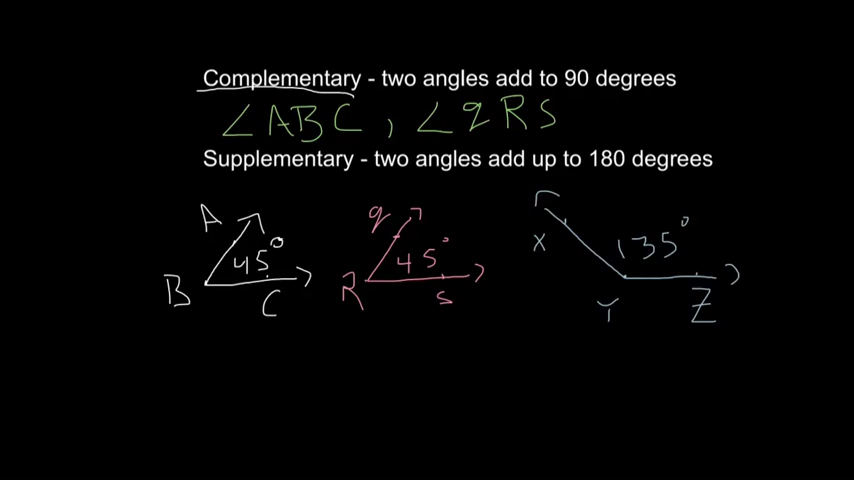 Complementary - two angles add to 90 degrees
∠ABC, ∠qRS
Supplementary - two angles add up to 180 degrees
A 45° B C
q 45° R S
X 135° Y Z